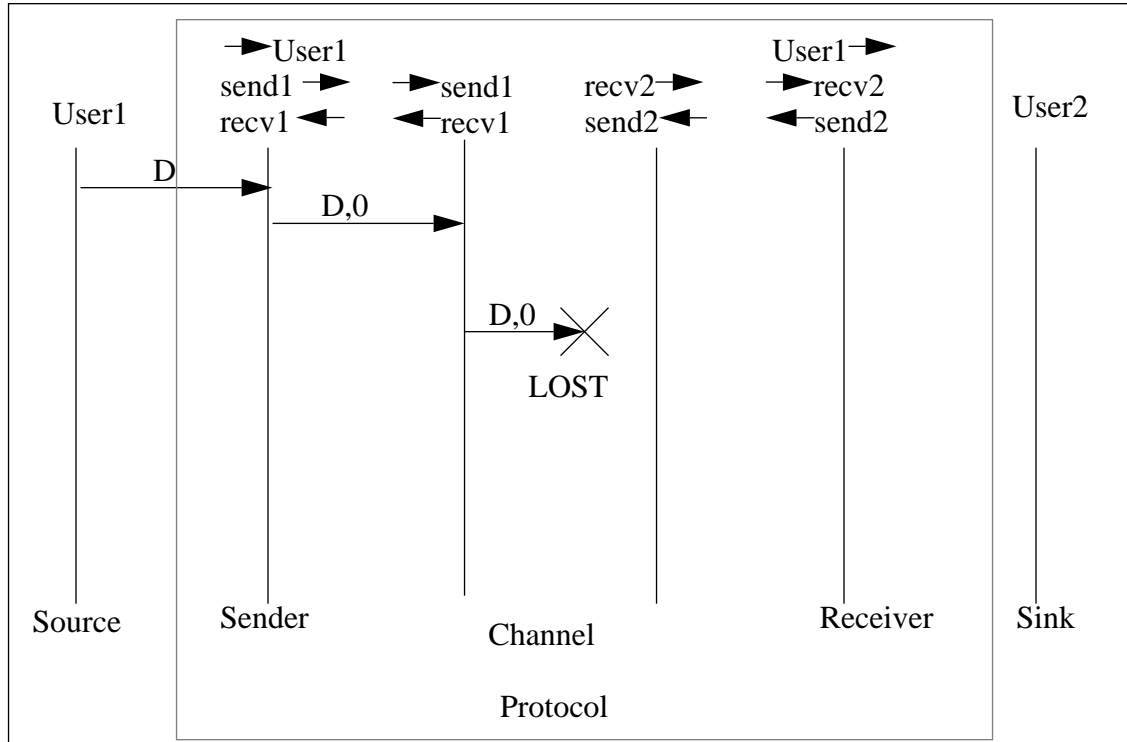 User1
User1
send1
send1
recv2
recv2
User1
recv1
recv1
send2
send2
User2
D
D,0
D,0
LOST
Source
Sender
Channel
Receiver
Sink
Protocol